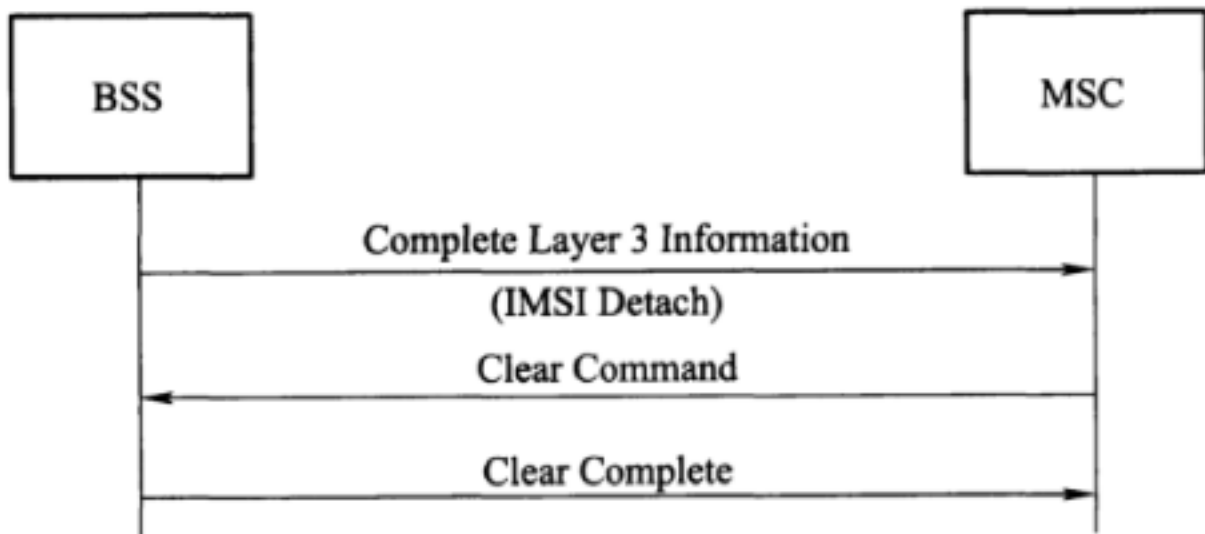 BSS
MSC
Complete Layer 3 Information
(IMSI Detach)
Clear Command
Clear Complete